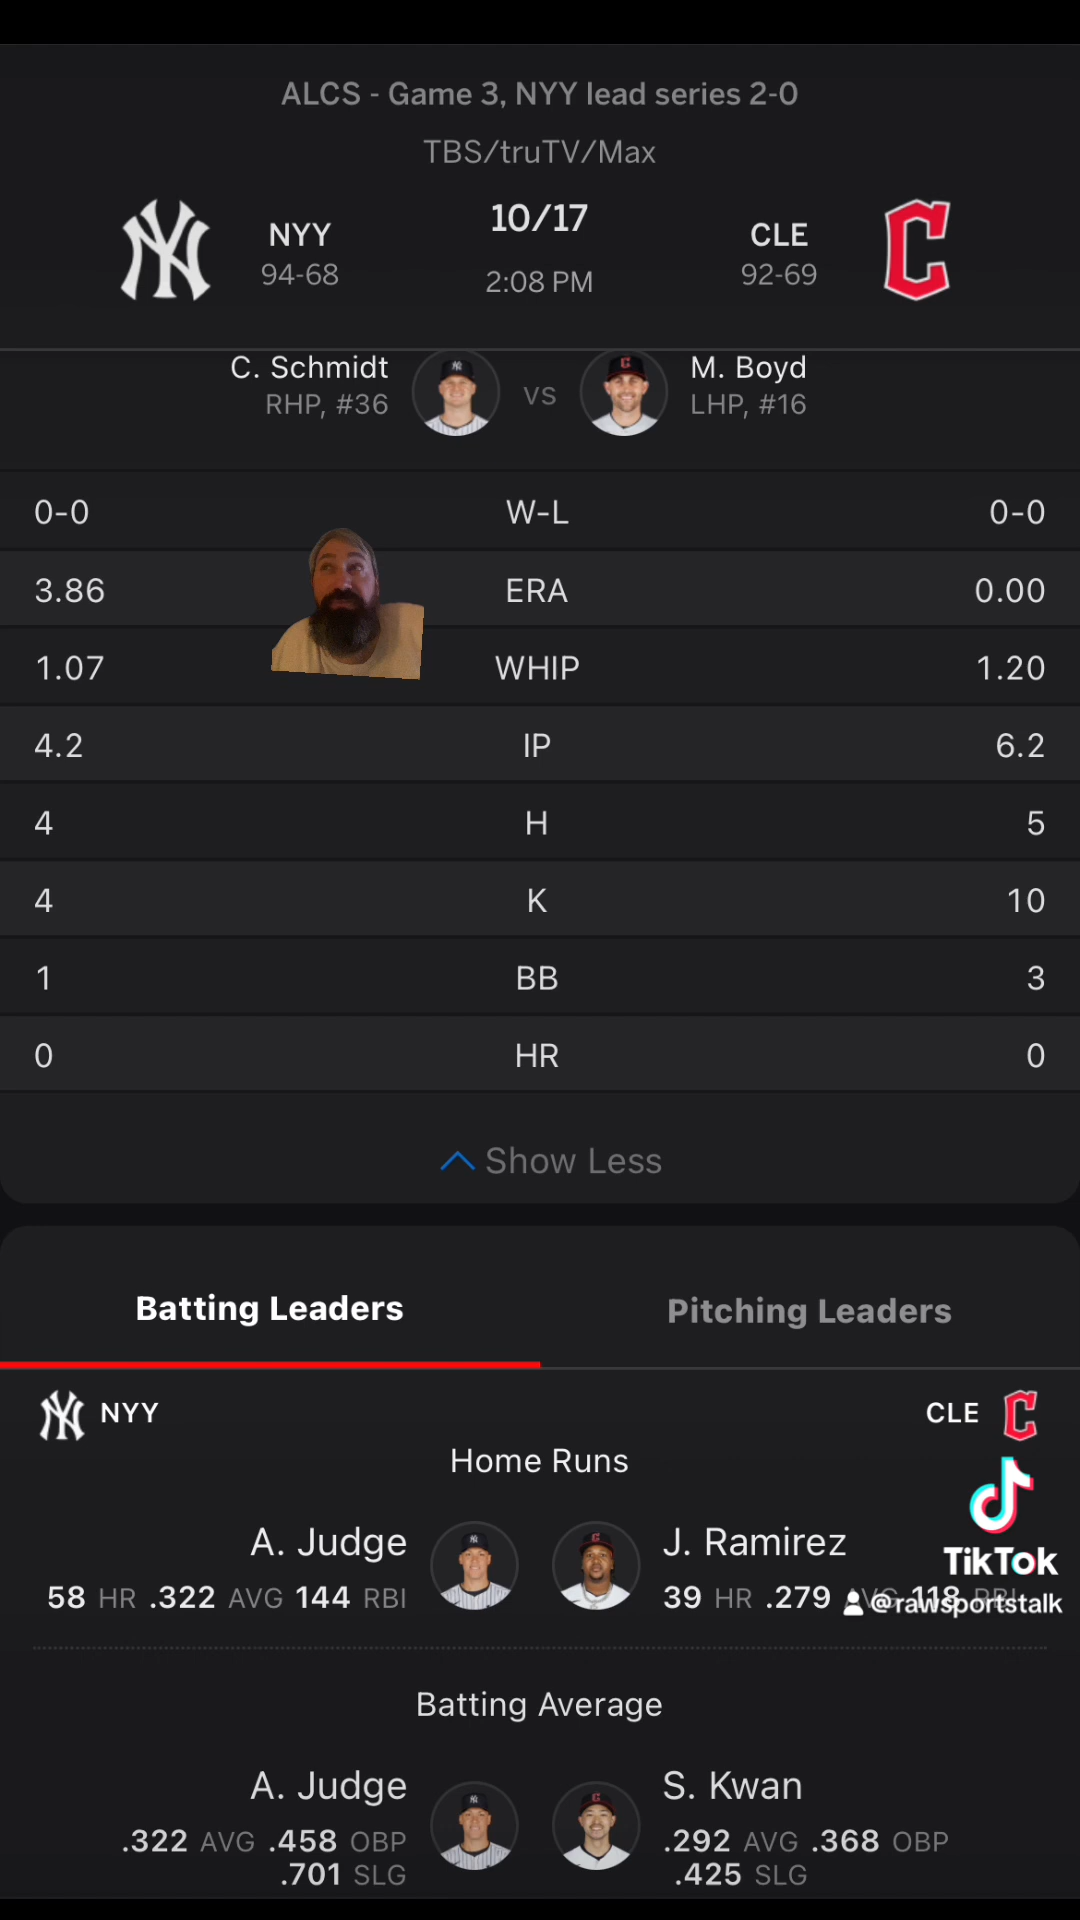 ALCS - Game 3, NYY lead series 2-0
TBS/truTV/Max
NYY 10/17 CLE
94-68 2:08 PM 92-69
C. Schmidt vs M. Boyd
RHP, #36 LHP, #16
0-0 W-L 0-0
3.86 ERA 0.00
1.07 WHIP 1.20
4.2 IP 6.2
4 H 5
4 K 10
1 BB 3
0 HR 0
Show Less
Batting Leaders Pitching Leaders
NYY CLE
Home Runs
A. Judge J. Ramirez
58 HR .322 AVG 144 RBI 39 HR .279 AVG 118 RBI
TikTok
@rawsportstalk
Batting Average
A. Judge S. Kwan
.322 AVG .458 OBP .292 AVG .368 OBP
.701 SLG .425 SLG